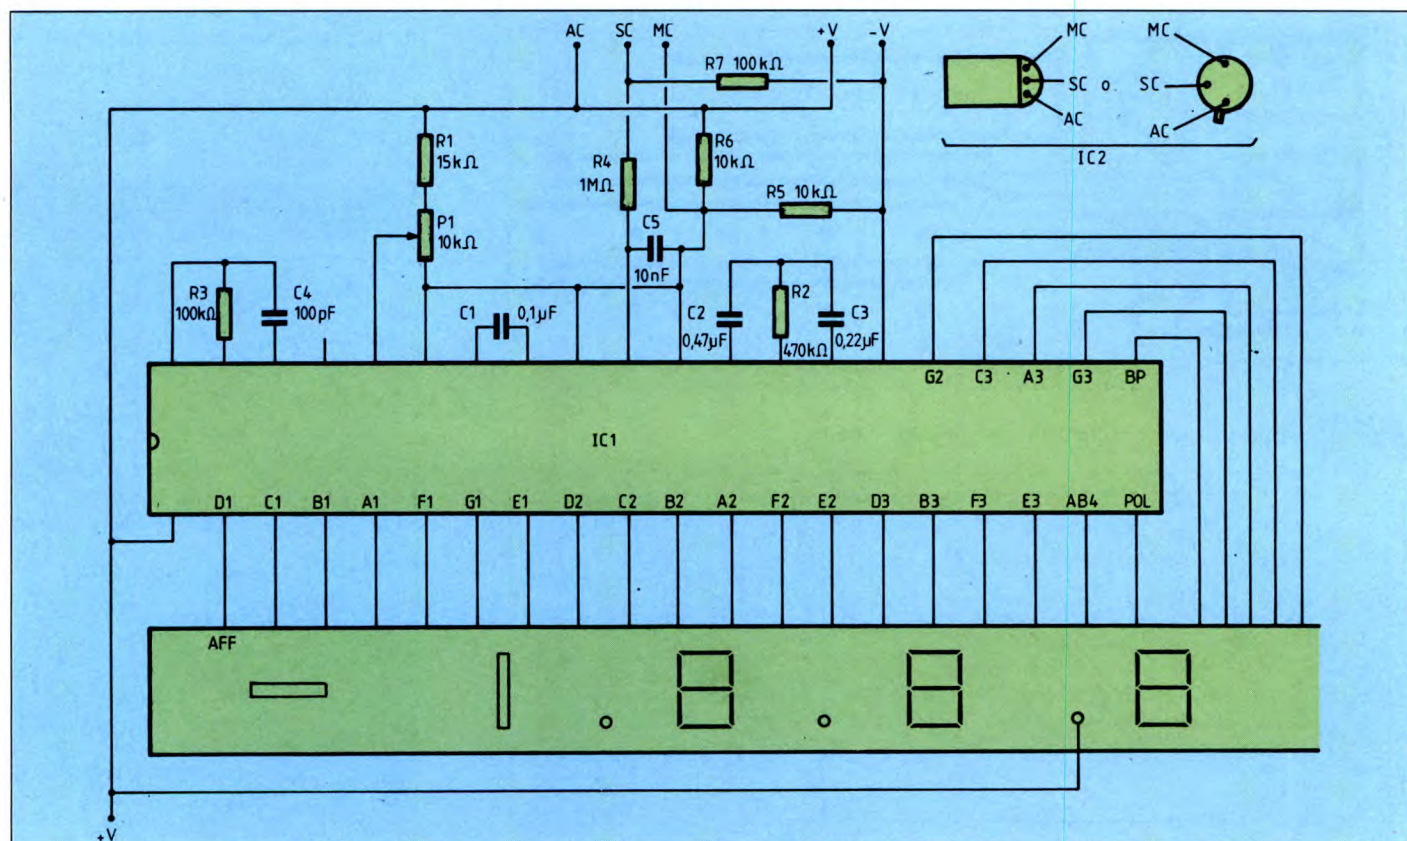 AC SC MC +V -V
MC MC
R7 100kΩ
SC o. SC
AC AC
IC2
R1
15kΩ
R4
1MΩ
R6
10kΩ
R5 10kΩ
P1
10kΩ
C5
10nF
R3
100kΩ
C4
100pF
C1 0,1µF
C2
0,47µF
R2
470kΩ
C3
0,22µF
G2 C3 A3 G3 BP
IC1
D1 C1 B1 A1 F1 G1 E1 D2 C2 B2 A2 F2 E2 D3 B3 F3 E3 AB4 POL
AFF
+V